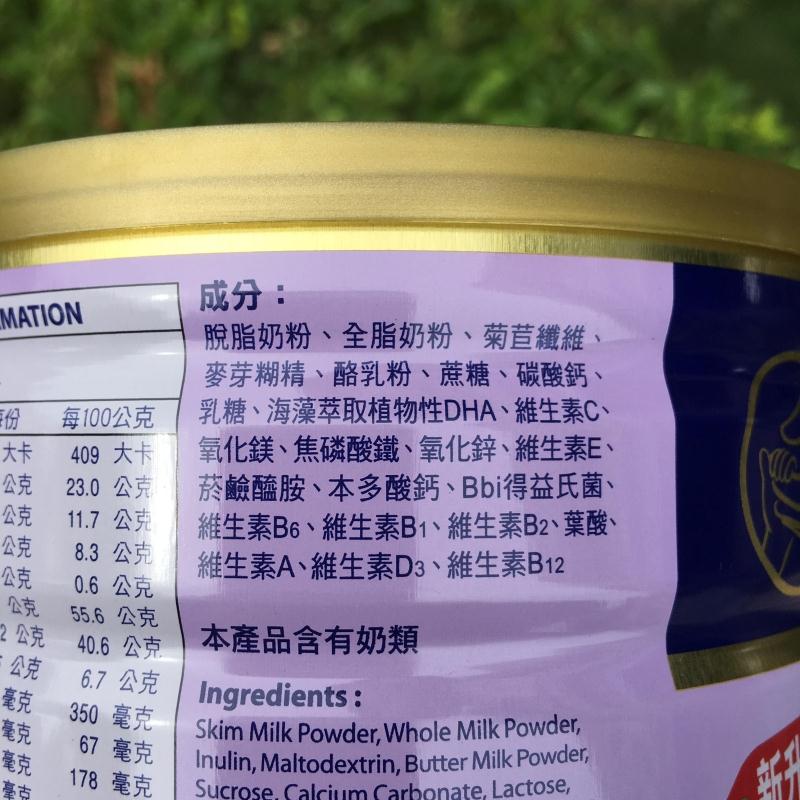 MATION
每100公克
大卡 409 大卡
公克 23.0 公克
公克 11.7 公克
公克 8.3 公克
公克 0.6 公克
公克 55.6 公克
2 公克 40.6 公克
公克 6.7 公克
毫克 350 毫克
毫克 67 毫克
毫克 178 毫克
毫克
成分：
脫脂奶粉、全脂奶粉、菊苣纖維、
麥芽糊精、酪乳粉、蔗糖、碳酸鈣、
乳糖、海藻萃取植物性DHA、維生素C、
氧化鎂、焦磷酸鐵、氧化鋅、維生素E、
菸鹼醯胺、本多酸鈣、Bbi得益氏菌、
維生素B6、維生素B1、維生素B2、葉酸、
維生素A、維生素D3、維生素B12
本產品含有奶類
Ingredients :
Skim Milk Powder, Whole Milk Powder,
Inulin, Maltodextrin, Butter Milk Powder,
Sucrose, Calcium Carbonate, Lactose,
新升